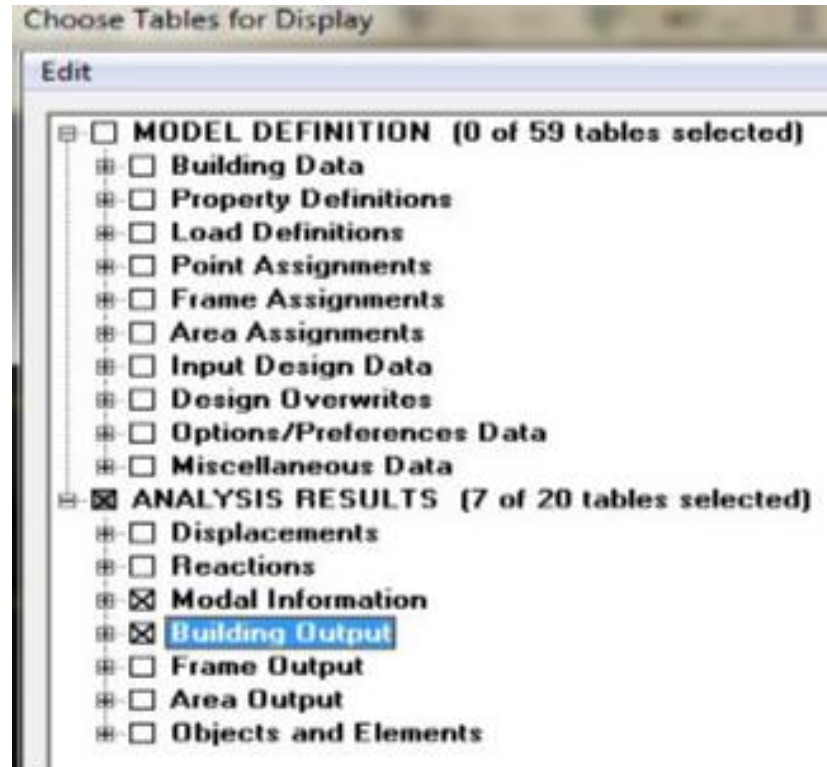 Choose Tables for Display
Edit
MODEL DEFINITION (0 of 59 tables selected)
Building Data
Property Definitions
Load Definitions
Point Assignments
Frame Assignments
Area Assignments
Input Design Data
Design Overwrites
Options/Preferences Data
Miscellaneous Data
ANALYSIS RESULTS (7 of 20 tables selected)
Displacements
Reactions
Modal Information
Building Output
Frame Output
Area Output
Objects and Elements